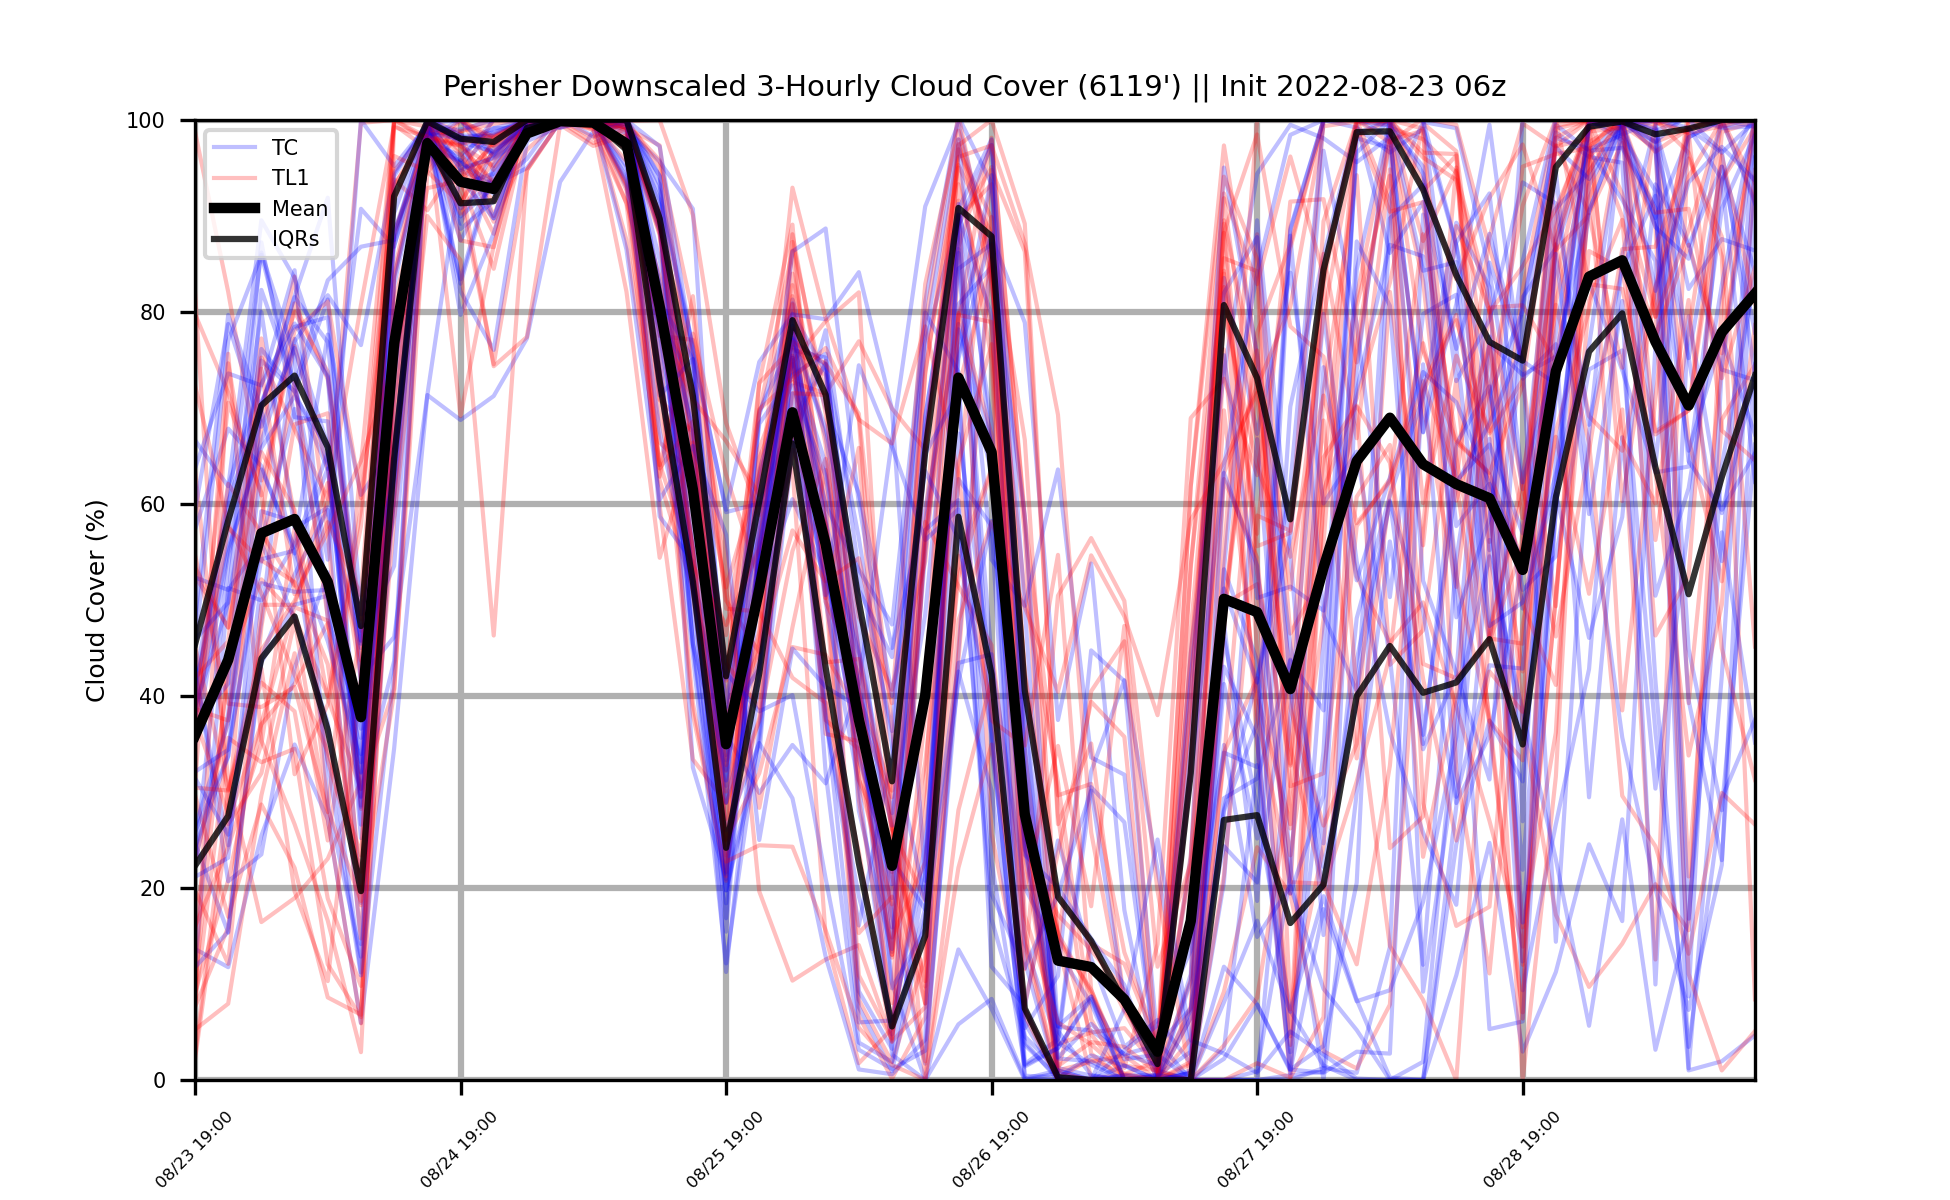 Perisher Downscaled 3-Hourly Cloud Cover (6119') || Init 2022-08-23 06z
Cloud Cover (%)
100
80
60
40
20
0
TC
TL1
Mean
IQRs
08/23 19:00
08/24 19:00
08/25 19:00
08/26 19:00
08/27 19:00
08/28 19:00